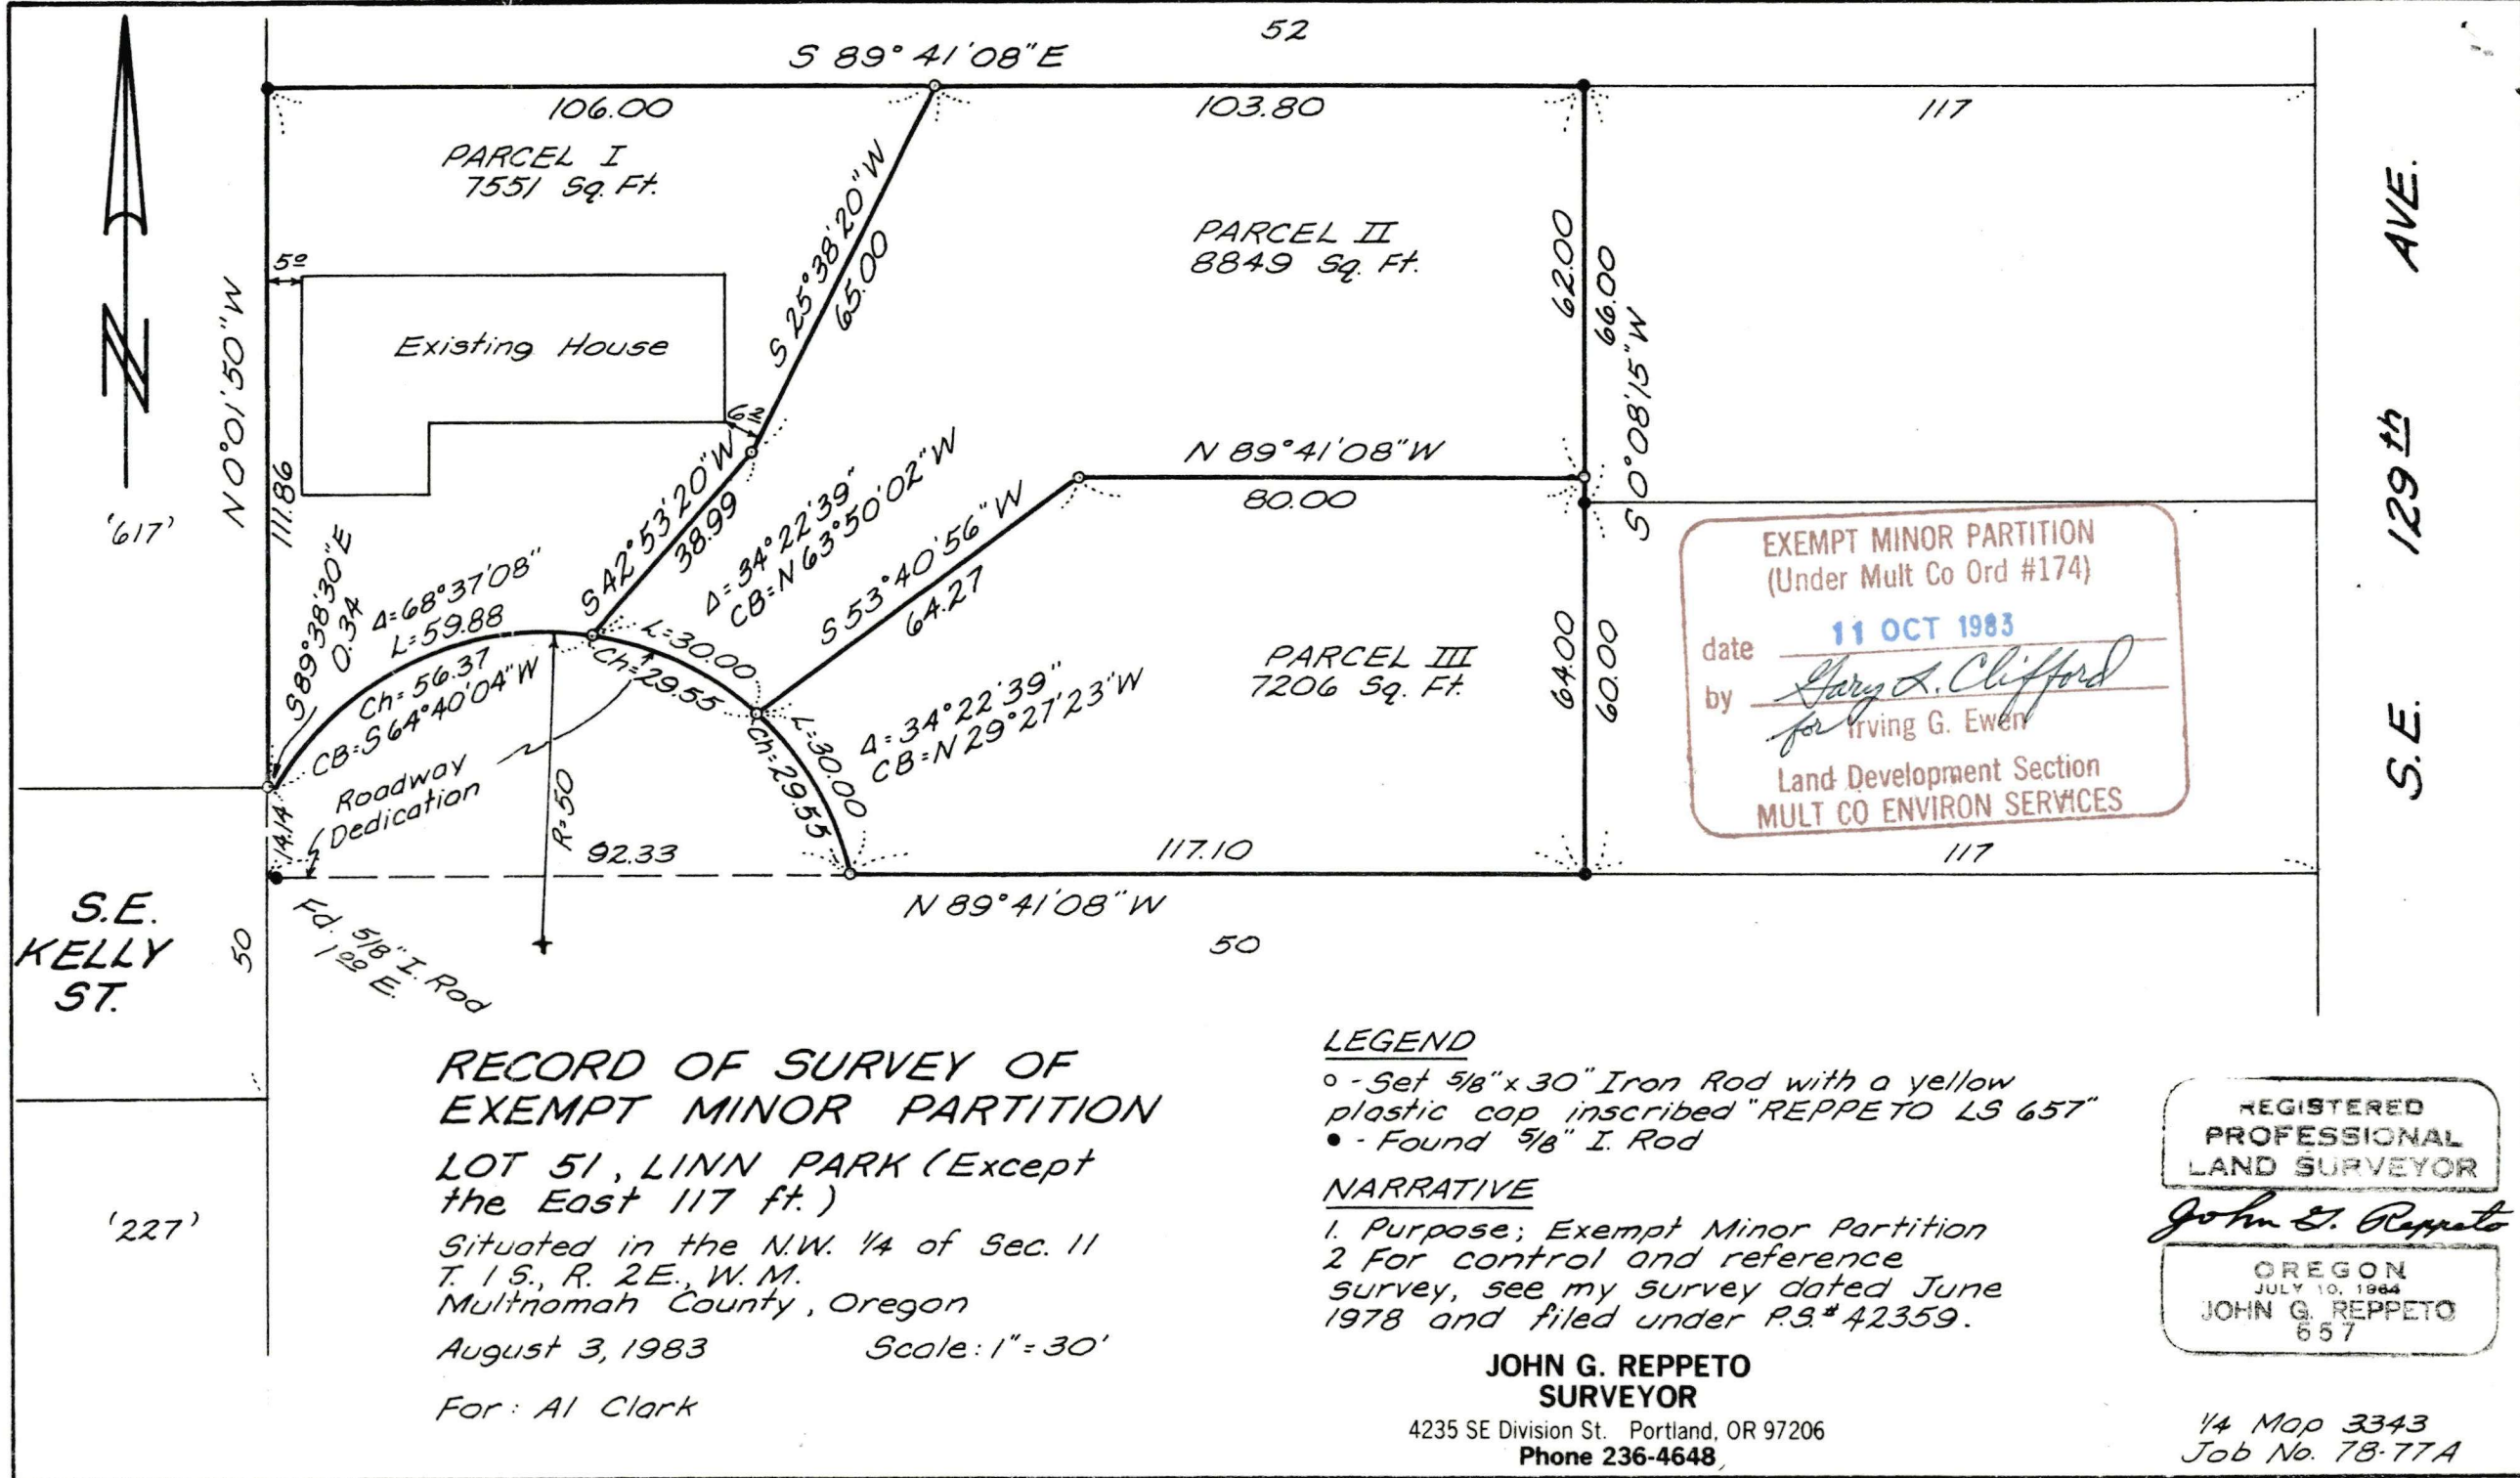 52
S 89° 41' 08" E
106.00
103.80
117
PARCEL I
7551 Sq. Ft.
S 25° 38' 20" W
65.00
PARCEL II
8849 Sq. Ft.
62.00
66.00
S 0° 08' 15" W
S.E. 129th AVE.
N
5º
Existing House
6½
N 0° 01' 50" W
111.86
'617'
S 89° 38' 30" E
0.34
Δ=68° 37' 08"
L=59.88
Ch=56.37
CB=S 64° 40' 04" W
S 42° 53' 20" W
38.99
Δ=34° 22' 39"
CB=N 63° 50' 02" W
L=30.00
Ch=29.55
N 89° 41' 08" W
80.00
S 53° 40' 56" W
64.27
PARCEL III
7206 Sq. Ft.
64.00
60.00
Δ=34° 22' 39"
CB=N 29° 27' 23" W
L=30.00
Ch=29.55
Roadway
Dedication
R=50
14.14
92.33
117.10
117
N 89° 41' 08" W
50
S.E.
KELLY
ST.
50
Fd. 5/8" I. Rod
1.00 E.
EXEMPT MINOR PARTITION
(Under Mult Co Ord #174)
date 11 OCT 1983
by Gary L. Clifford
for Irving G. Ewen
Land Development Section
MULT CO ENVIRON SERVICES
RECORD OF SURVEY OF
EXEMPT MINOR PARTITION
LOT 51, LINN PARK (Except
the East 117 ft.)
Situated in the N.W. 1/4 of Sec. 11
T. 1 S., R. 2E., W. M.
Multnomah County, Oregon
August 3, 1983 Scale: 1" = 30'
For: Al Clark
'227'
LEGEND
o - Set 5/8" x 30" Iron Rod with a yellow
plastic cap inscribed "REPPETO LS 657"
● - Found 5/8" I. Rod
NARRATIVE
1. Purpose; Exempt Minor Partition
2 For control and reference
survey, see my survey dated June
1978 and filed under P.S.# 42359.
JOHN G. REPPETO
SURVEYOR
4235 SE Division St. Portland, OR 97206
Phone 236-4648
REGISTERED
PROFESSIONAL
LAND SURVEYOR
John G. Reppeto
OREGON
JULY 10, 1964
JOHN G. REPPETO
657
1/4 Map 3343
Job No. 78-77A